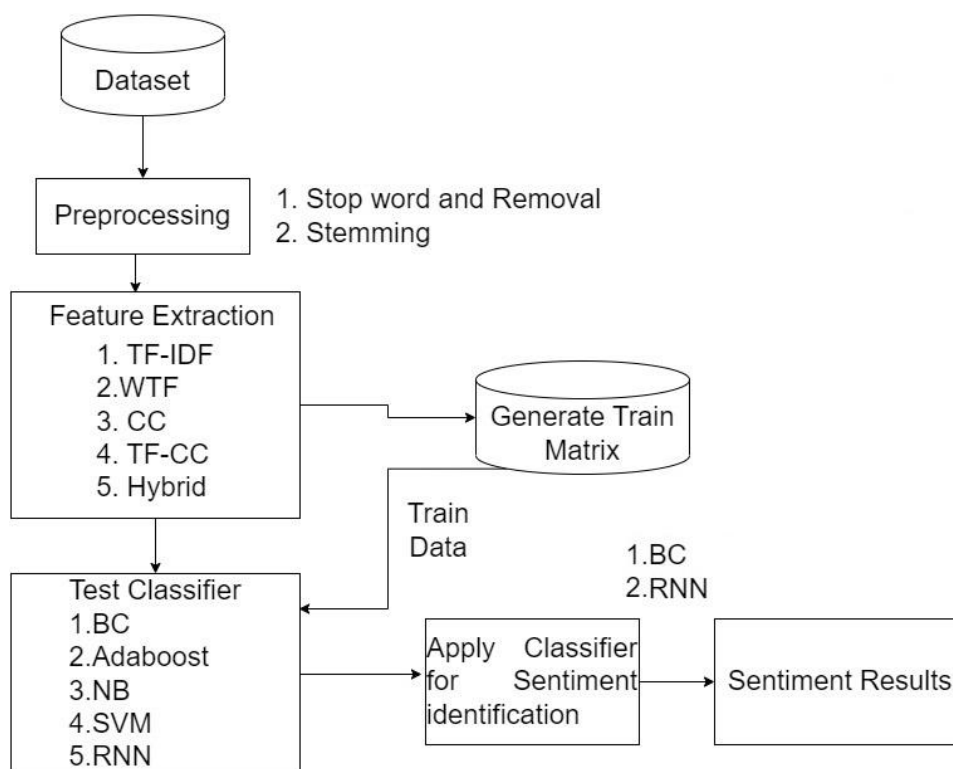 Dataset
Preprocessing
1. Stop word and Removal
2. Stemming
Feature Extraction
1. TF-IDF
2.WTF
3. CC
4. TF-CC
5. Hybrid
Generate Train
Matrix
Train
Data
Test Classifier
1.BC
2.Adaboost
3.NB
4.SVM
5.RNN
1.BC
2.RNN
Apply Classifier
for Sentiment
identification
Sentiment Results